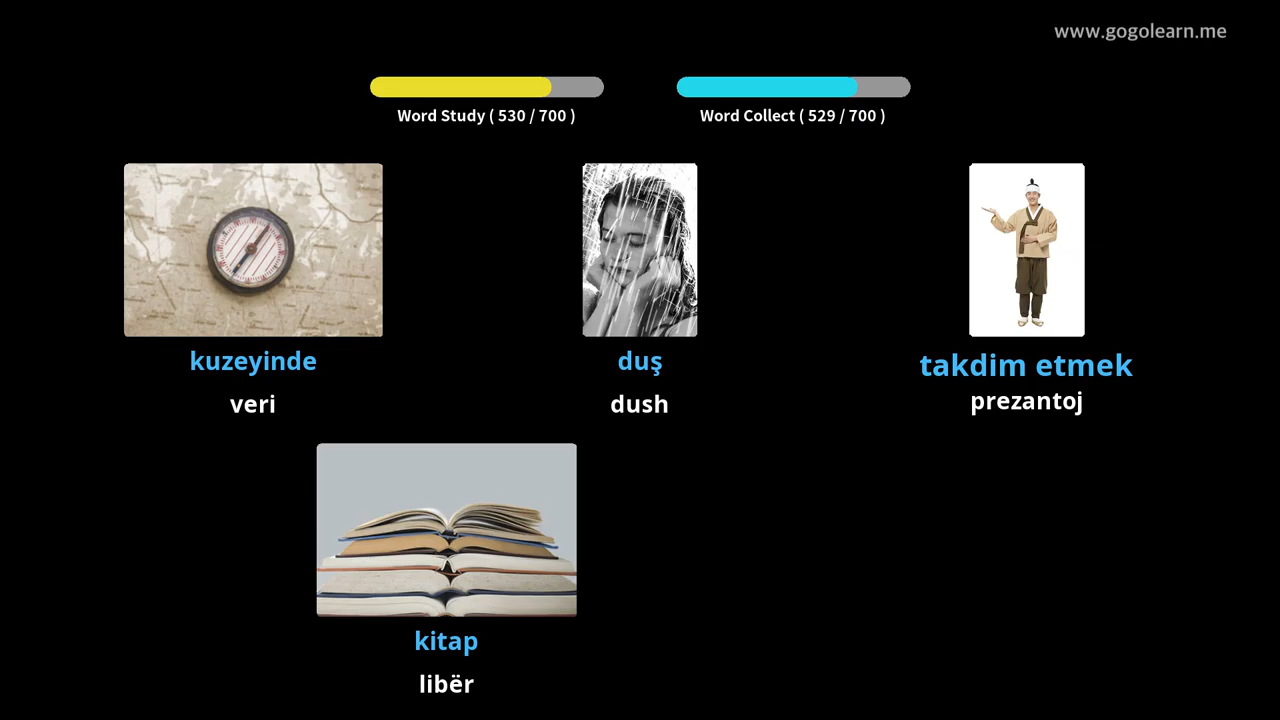 www.gogolearn.me
Word Study ( 530 / 700 )
Word Collect ( 529 / 700 )
kuzeyinde
veri
duş
dush
takdim etmek
prezantoj
kitap
libër